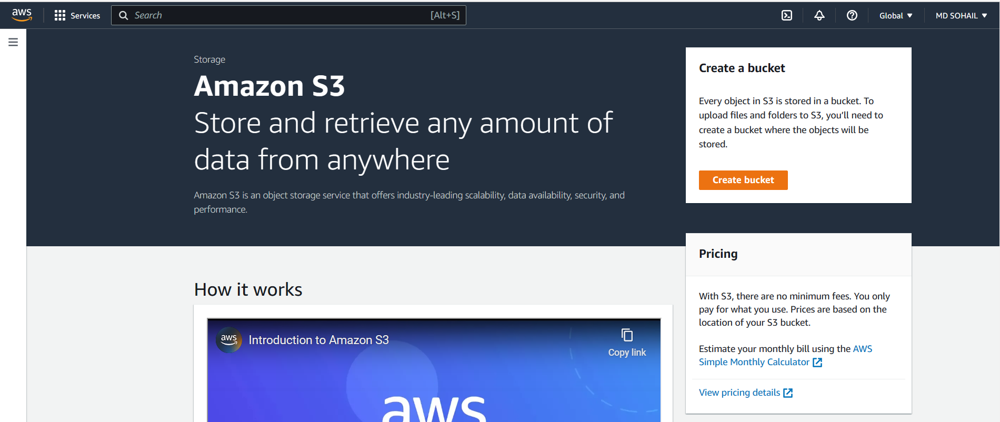 aws
Services
Search
[Alt+S]
Global
MD SOHAIL
Storage
Amazon S3
Store and retrieve any amount of
data from anywhere
Amazon S3 is an object storage service that offers industry-leading scalability, data availability, security, and
performance.
Create a bucket
Every object in S3 is stored in a bucket. To
upload files and folders to S3, you’ll need to
create a bucket where the objects will be
stored.
Create bucket
Pricing
With S3, there are no minimum fees. You only
pay for what you use. Prices are based on the
location of your S3 bucket.
Estimate your monthly bill using the AWS
Simple Monthly Calculator
View pricing details
How it works
aws
Introduction to Amazon S3
Copy link
aws